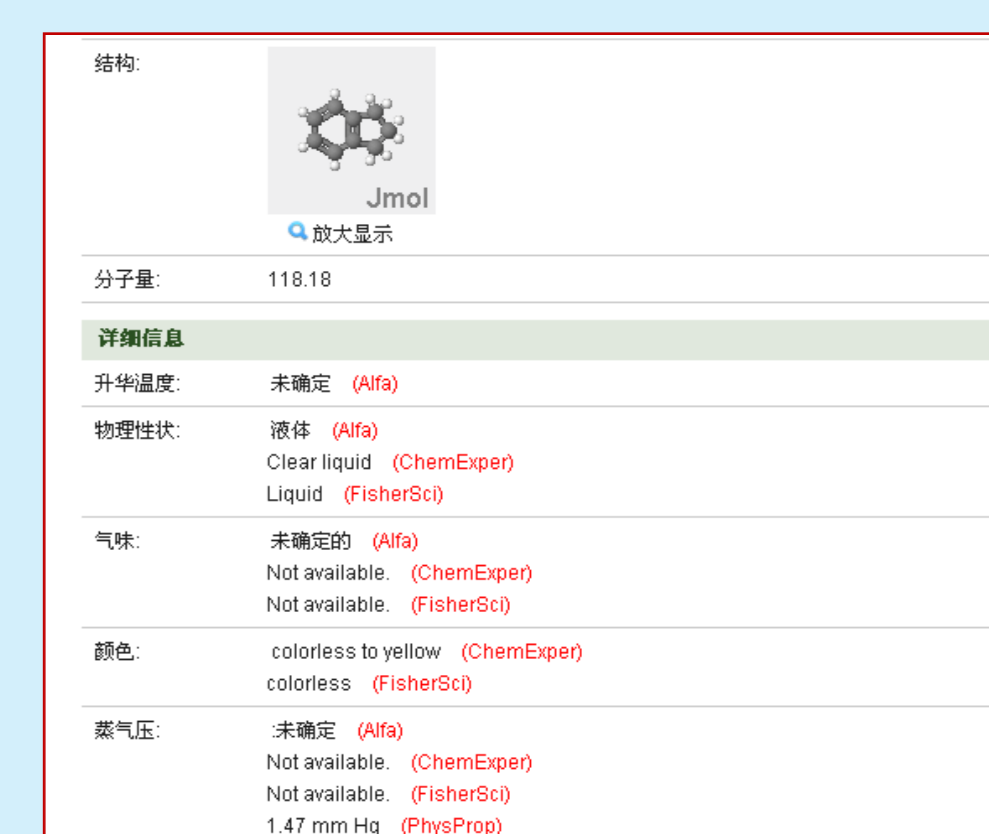 结构:
Jmol
放大显示
分子量: 118.18
详细信息
升华温度: 未确定 (Alfa)
物理性状: 液体 (Alfa)
Clear liquid (ChemExper)
Liquid (FisherSci)
气味: 未确定的 (Alfa)
Not available. (ChemExper)
Not available. (FisherSci)
颜色: colorless to yellow (ChemExper)
colorless (FisherSci)
蒸气压: :未确定 (Alfa)
Not available. (ChemExper)
Not available. (FisherSci)
1.47 mm Hg (PhysProp)